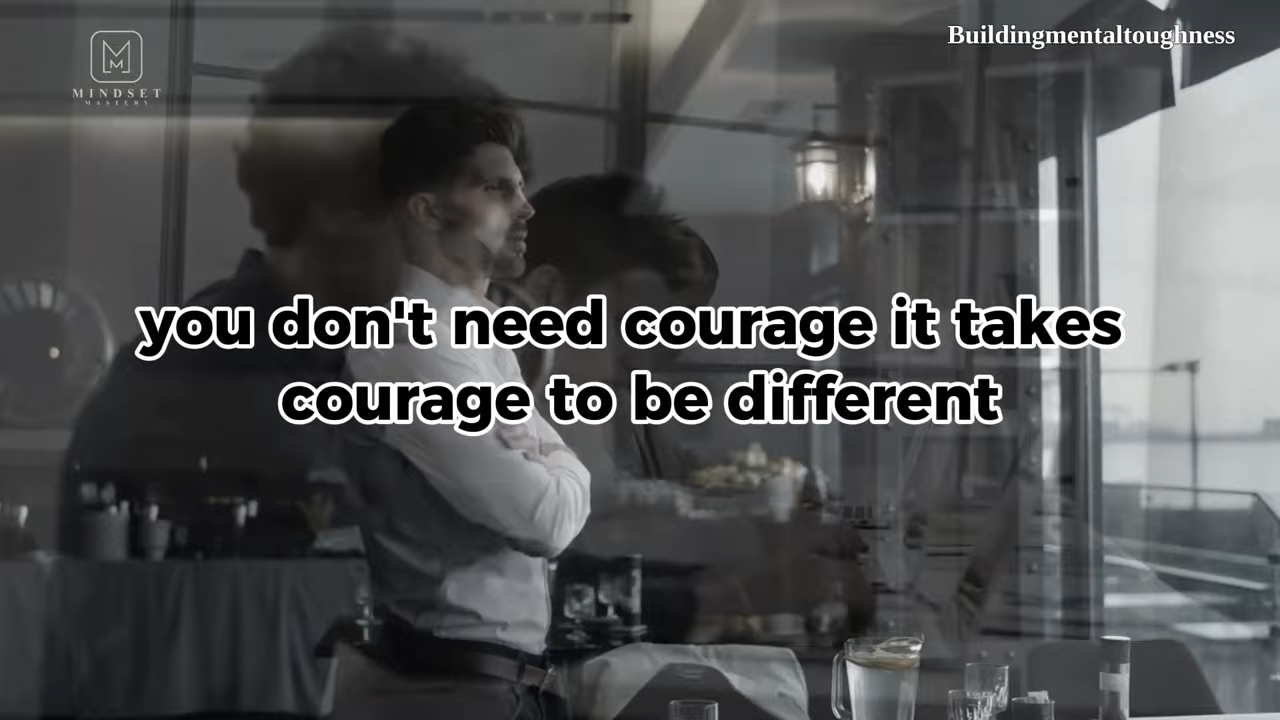 Buildingmentaltoughness
MINDSET
MASTERY
you don't need courage it takes
courage to be different